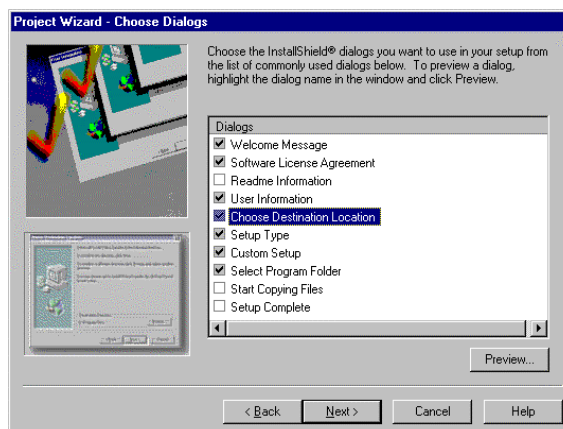 Project Wizard - Choose Dialogs
Choose the InstallShield® dialogs you want to use in your setup from
the list of commonly used dialogs below. To preview a dialog,
highlight the dialog name in the window and click Preview.
Dialogs
Welcome Message
Software License Agreement
Readme Information
User Information
Choose Destination Location
Setup Type
Custom Setup
Select Program Folder
Start Copying Files
Setup Complete
Preview...
< Back
Next >
Cancel
Help